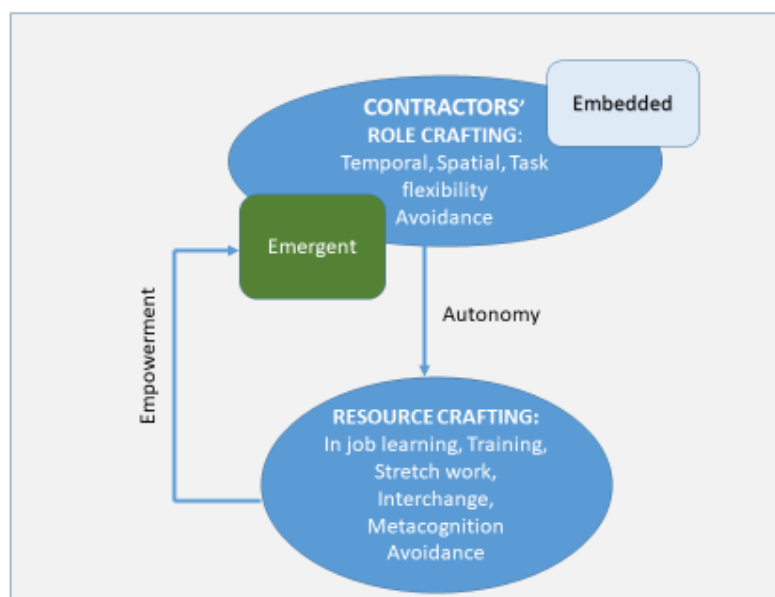 CONTRACTORS'
ROLE CRAFTING:
Temporal, Spatial, Task
flexibility
Avoidance
Embedded
Emergent
Autonomy
Empowerment
RESOURCE CRAFTING:
In job learning, Training,
Stretch work,
Interchange,
Metacognition
Avoidance